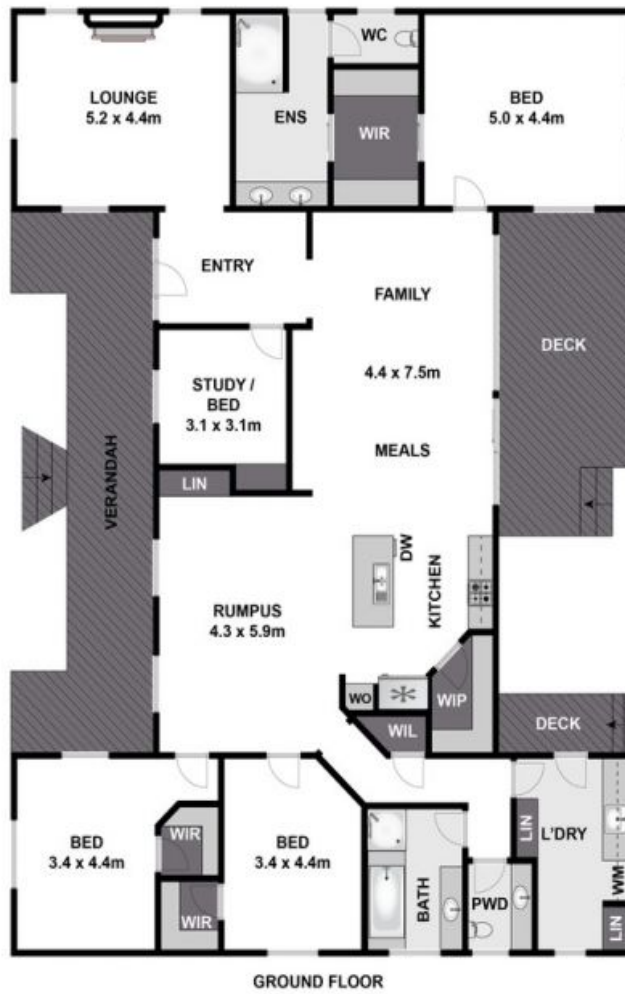 WC
LOUNGE
5.2 x 4.4m
BED
5.0 x 4.4m
ENS
WIR
ENTRY
FAMILY
DECK
4.4 x 7.5m
STUDY /
BED
3.1 x 3.1m
MEALS
VERANDAH
LIN
DW
KITCHEN
RUMPUS
4.3 x 5.9m
WO
WIP
WIL
DECK
BED
3.4 x 4.4m
WIR
BED
3.4 x 4.4m
LIN
L'DRY
WM
BATH
PWD
WIR
LIN
GROUND FLOOR